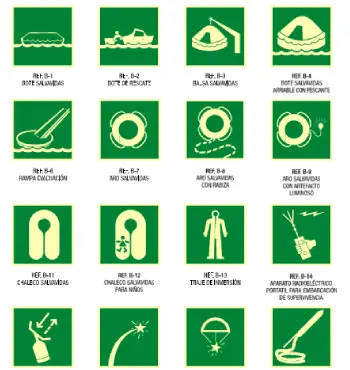 REF. B-1
BOTE SALVAVIDAS
REF. B-2
BOTE DE RESCATE
REF. B-3
BALSA SALVAVIDAS
REF. B-4
BOTE SALVAVIDAS
ARRIABLE CON PESCANTE
REF. B-6
RAMPA EVACUACIÓN
REF. B-7
ARO SALVAVIDAS
REF. B-8
ARO SALVAVIDAS
CON RABIZA
REF. B-9
ARO SALVAVIDAS
CON ARTEFACTO
LUMINOSO
REF. B-11
CHALECO SALVAVIDAS
REF. B-12
CHALECO SALVAVIDAS
PARA NIÑOS
REF. B-13
TRAJE DE INMERSIÓN
REF. B-14
APARATO RADIOELÉCTRICO
PORTATIL PARA EMBARCACIÓN
DE SUPERVIVENCIA